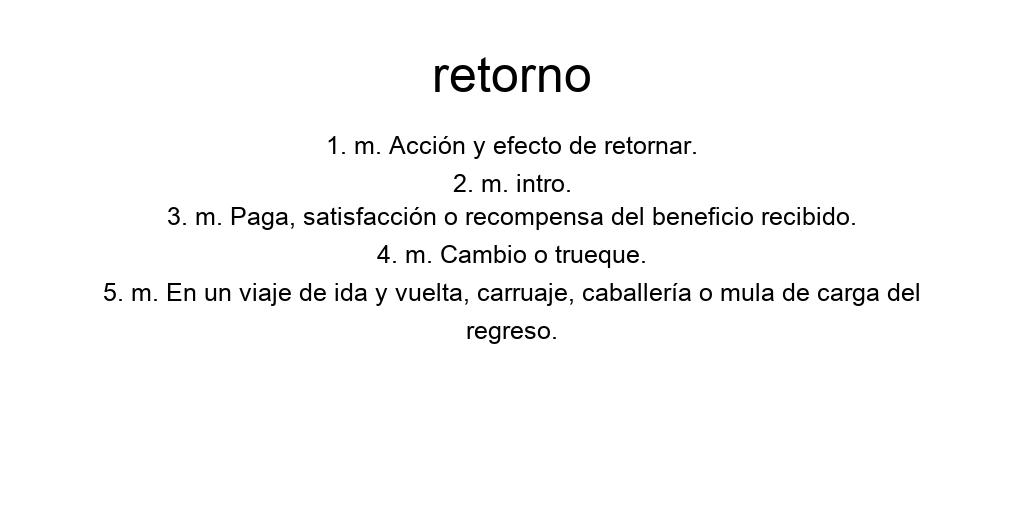 retorno
1. m. Acción y efecto de retornar.
2. m. intro.
3. m. Paga, satisfacción o recompensa del beneficio recibido.
4. m. Cambio o trueque.
5. m. En un viaje de ida y vuelta, carruaje, caballería o mula de carga del
regreso.